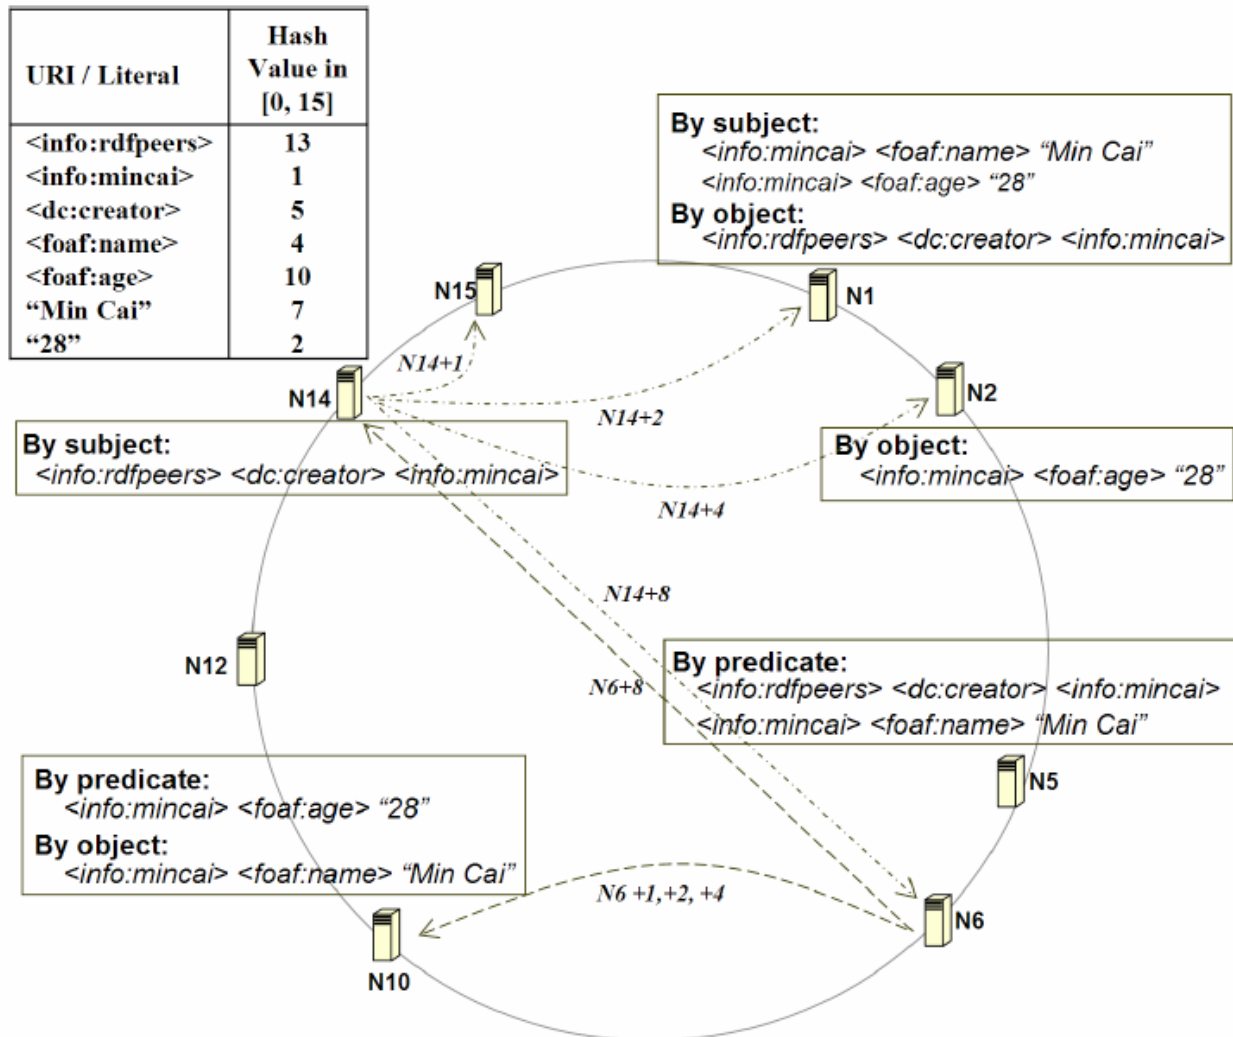 URI / Literal
Hash
Value in
[0, 15]
<info:rdfpeers> 13
<info:mincai> 1
<dc:creator> 5
<foaf:name> 4
<foaf:age> 10
“Min Cai” 7
“28” 2
By subject:
<info:mincai> <foaf:name> “Min Cai”
<info:mincai> <foaf:age> “28”
By object:
<info:rdfpeers> <dc:creator> <info:mincai>
N15
N1
N14+1
N14
N2
N14+2
By subject:
<info:rdfpeers> <dc:creator> <info:mincai>
By object:
<info:mincai> <foaf:age> “28”
N14+4
N14+8
N12
N6+8
By predicate:
<info:rdfpeers> <dc:creator> <info:mincai>
<info:mincai> <foaf:name> “Min Cai”
N5
By predicate:
<info:mincai> <foaf:age> “28”
By object:
<info:mincai> <foaf:name> “Min Cai”
N6 +1,+2, +4
N6
N10